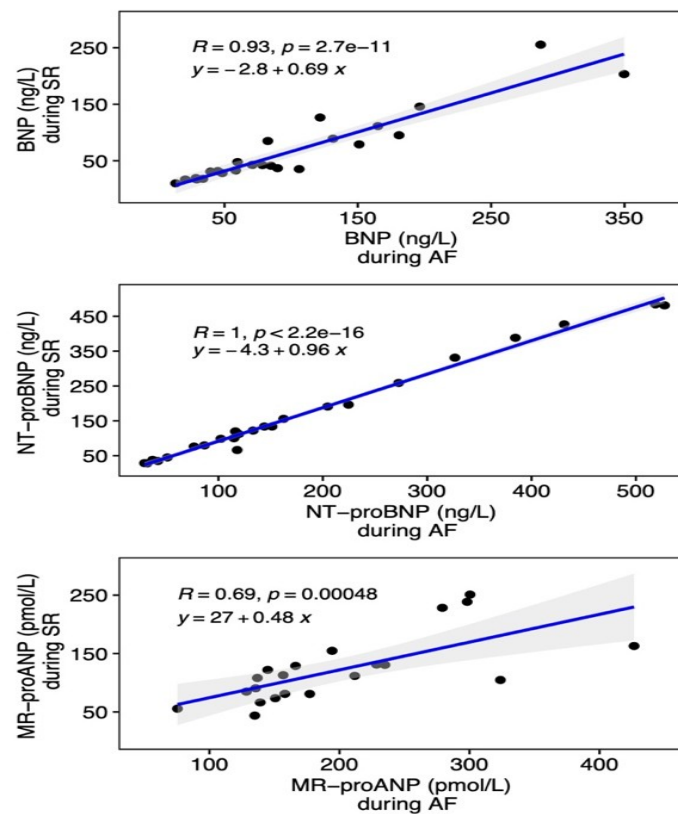 R = 0.93, p = 2.7e−11
y = −2.8 + 0.69 x
BNP (ng/L)
during SR
250
150
50
50
150
250
350
BNP (ng/L)
during AF
R = 1, p < 2.2e−16
y = −4.3 + 0.96 x
NT−proBNP (ng/L)
during SR
450
350
250
150
50
100
200
300
400
500
NT−proBNP (ng/L)
during AF
R = 0.69, p = 0.00048
y = 27 + 0.48 x
MR−proANP (pmol/L)
during SR
250
150
50
100
200
300
400
MR−proANP (pmol/L)
during AF